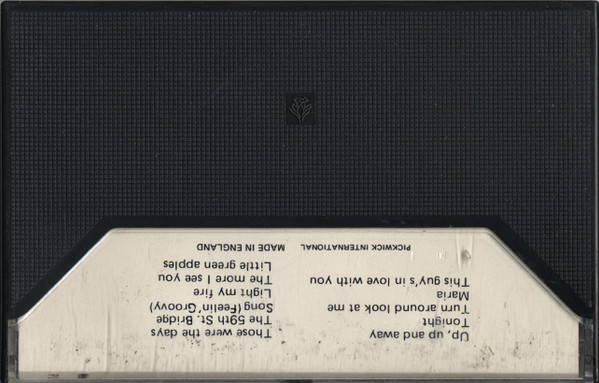 Up, up and away
Tonight
Turn around look at me
Maria
This guy's in love with you
Those were the days
The 59th St. Bridge
Song (Feelin' Groovy)
Light my fire
The more I see you
Little green apples
PICKWICK INTERNATIONAL MADE IN ENGLAND